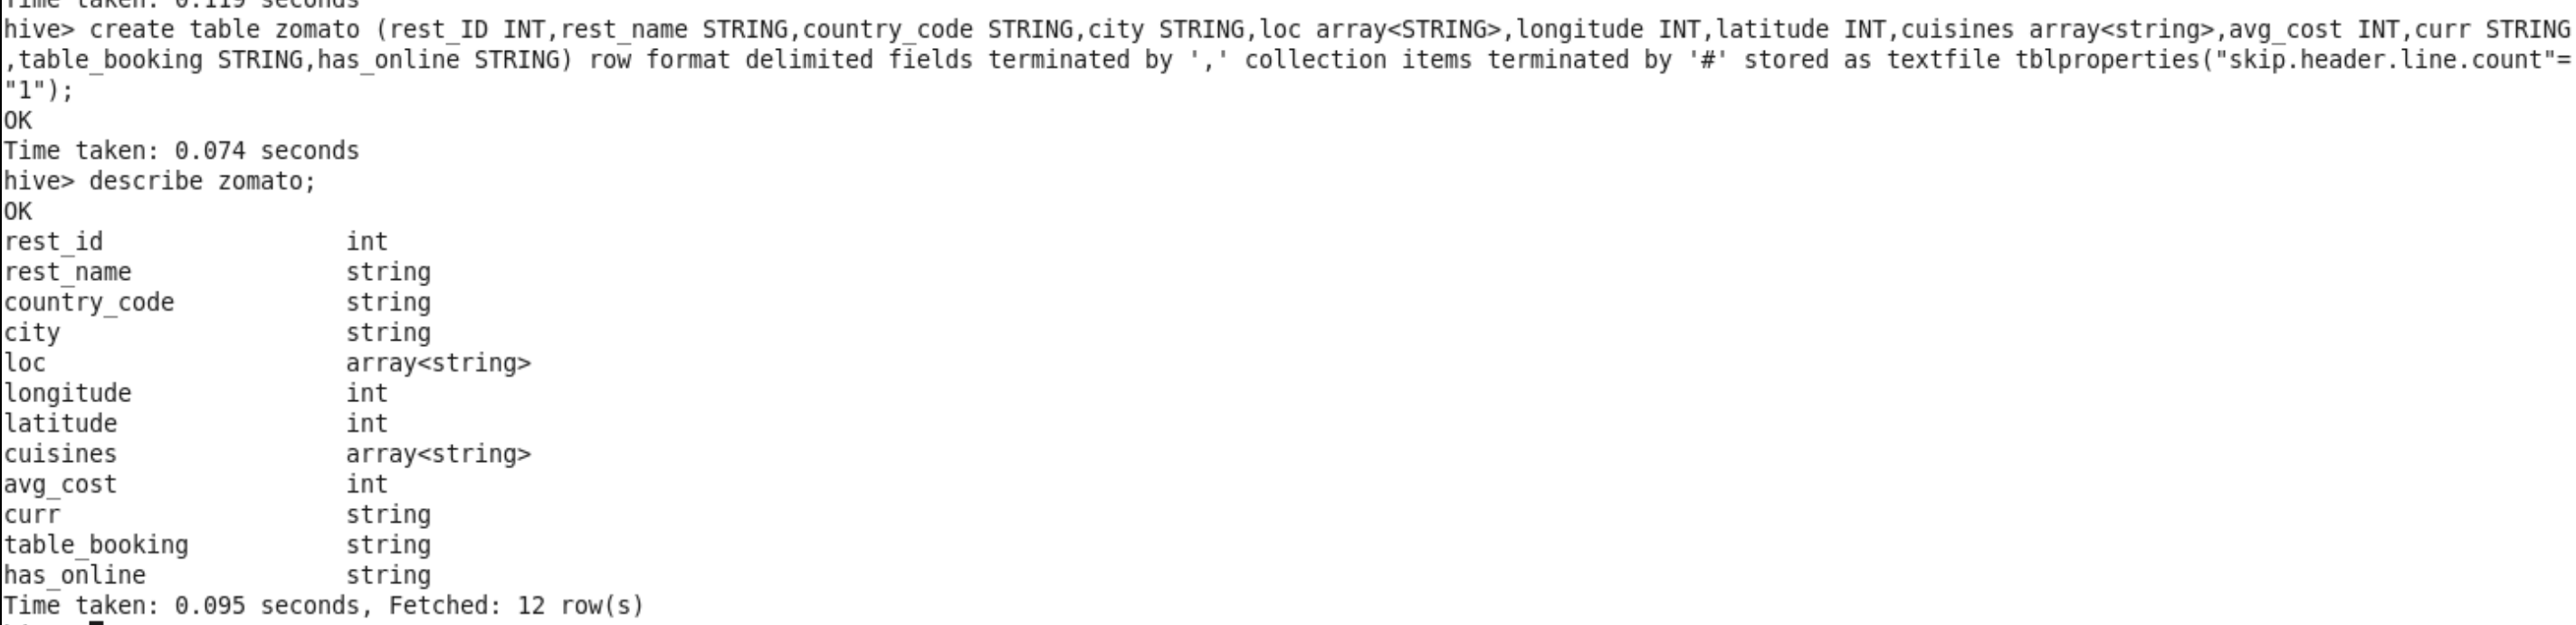 Time taken: 0.119 seconds
hive> create table zomato (rest_ID INT,rest_name STRING,country_code STRING,city STRING,loc array<STRING>,longitude INT,latitude INT,cuisines array<string>,avg_cost INT,curr STRING
,table_booking STRING,has_online STRING) row format delimited fields terminated by ',' collection items terminated by '#' stored as textfile tblproperties("skip.header.line.count"=
"1");
OK
Time taken: 0.074 seconds
hive> describe zomato;
OK
rest_id                 int
rest_name               string
country_code            string
city                    string
loc                     array<string>
longitude               int
latitude                int
cuisines                array<string>
avg_cost                int
curr                    string
table_booking           string
has_online              string
Time taken: 0.095 seconds, Fetched: 12 row(s)